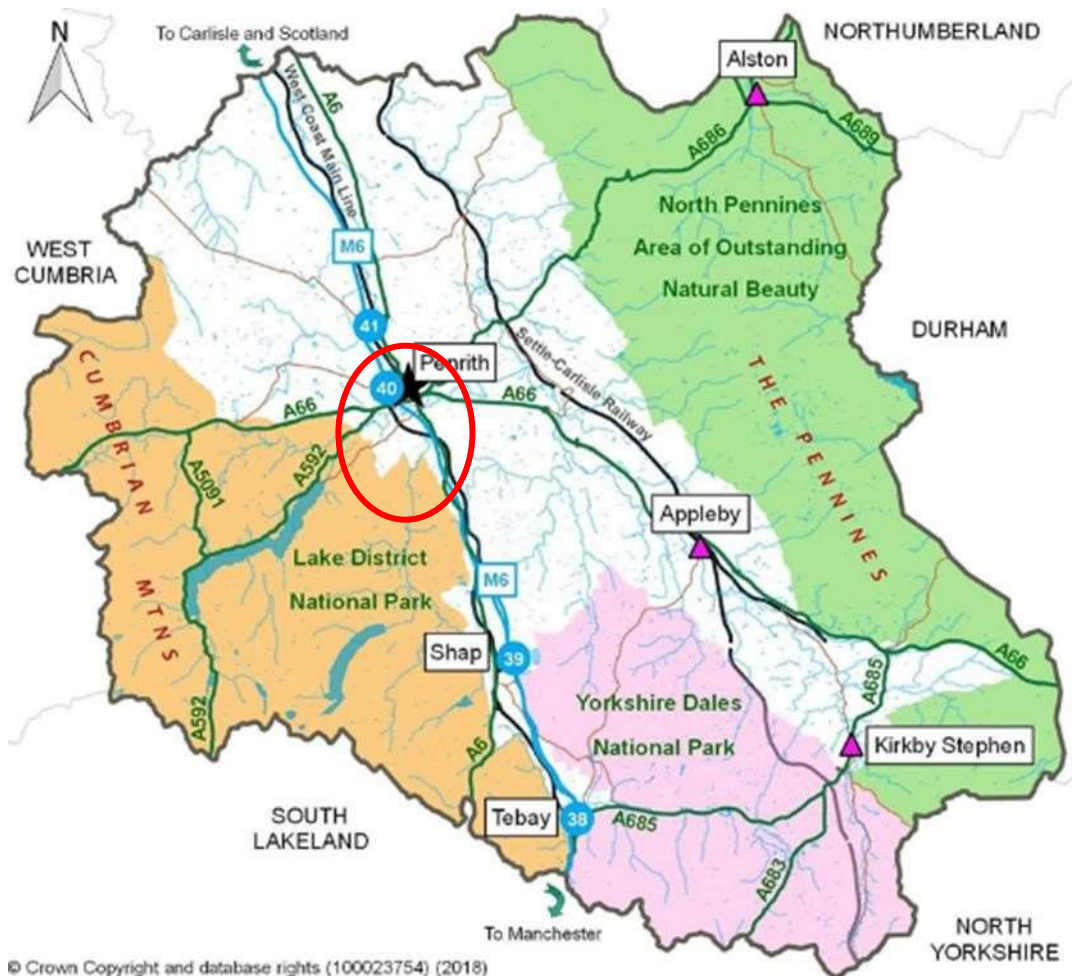 N
To Carlisle and Scotland
NORTHUMBERLAND
Alston
A6
West Coast Main Line
A686
A689
North Pennines
Area of Outstanding
Natural Beauty
WEST
CUMBRIA
M6
DURHAM
41
Settle-Carlisle Railway
Penrith
40
A66
A66
THE PENNINES
CUMBRIAN MTNS
A592
A5091
Appleby
Lake District
National Park
M6
Shap
39
A66
A685
Yorkshire Dales
National Park
A592
Kirkby Stephen
A6
SOUTH
LAKELAND
Tebay
38
A685
A683
To Manchester
NORTH
YORKSHIRE
© Crown Copyright and database rights (100023754) (2018)